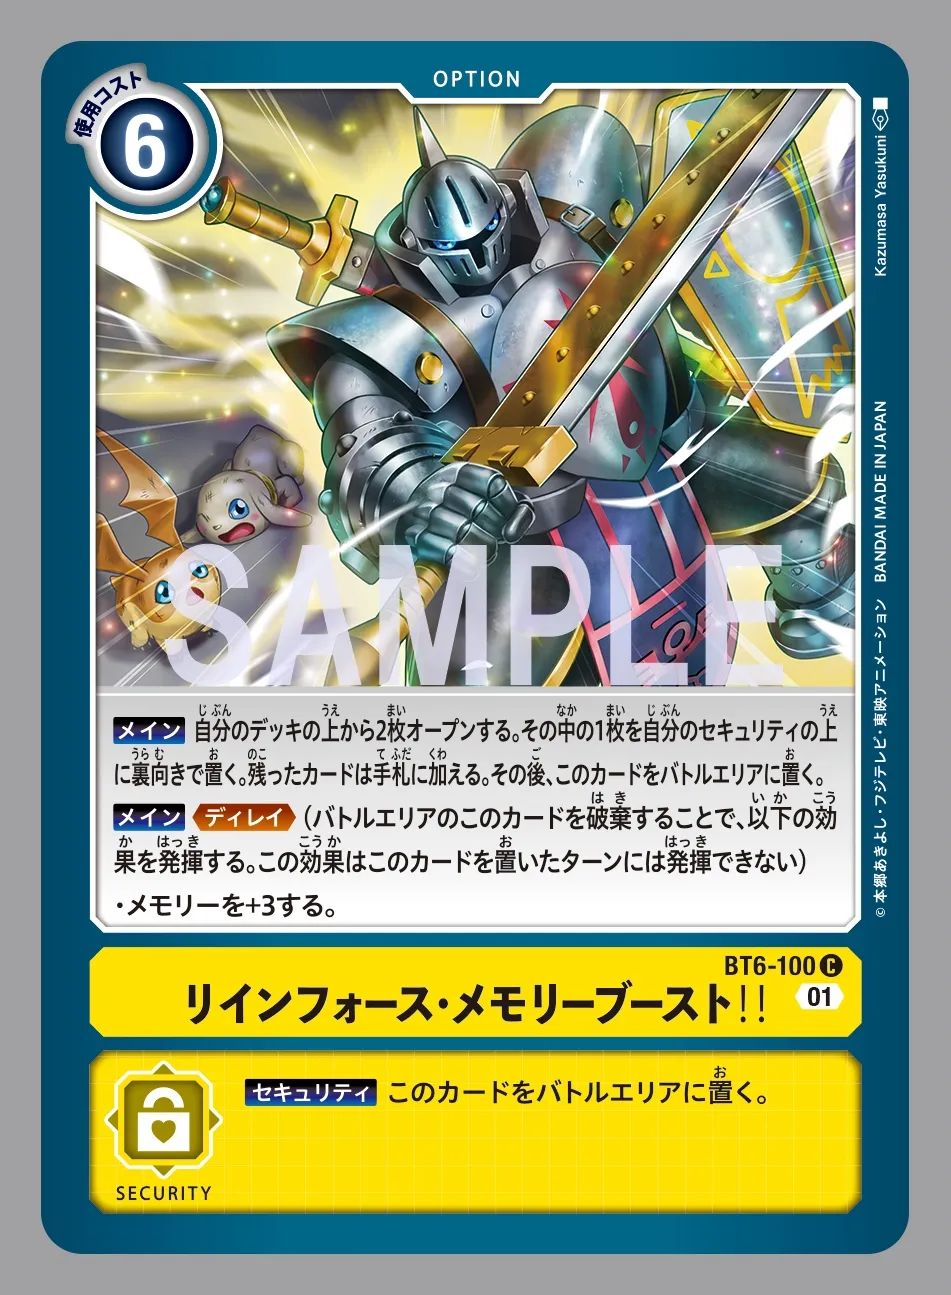 OPTION
使用コスト
6
Kazumasa Yasukuni
SAMPLE
メイン 自分のデッキの上から2枚オープンする。その中の1枚を自分のセキュリティの上
に裏向きで置く。残ったカードは手札に加える。その後、このカードをバトルエリアに置く。
メイン ディレイ (バトルエリアのこのカードを破棄することで、以下の効
果を発揮する。この効果はこのカードを置いたターンには発揮できない)
・メモリーを+3する。
©本郷あきよし・フジテレビ・東映アニメーション BANDAI MADE IN JAPAN
BT6-100 C
リインフォース・メモリーブースト!!
01
セキュリティ このカードをバトルエリアに置く。
SECURITY